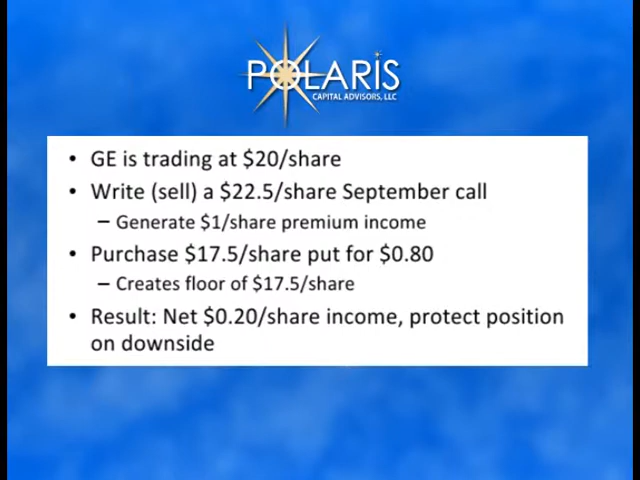 POLARIS
CAPITAL ADVISORS, LLC
• GE is trading at $20/share
• Write (sell) a $22.5/share September call
– Generate $1/share premium income
• Purchase $17.5/share put for $0.80
– Creates floor of $17.5/share
• Result: Net $0.20/share income, protect position
on downside